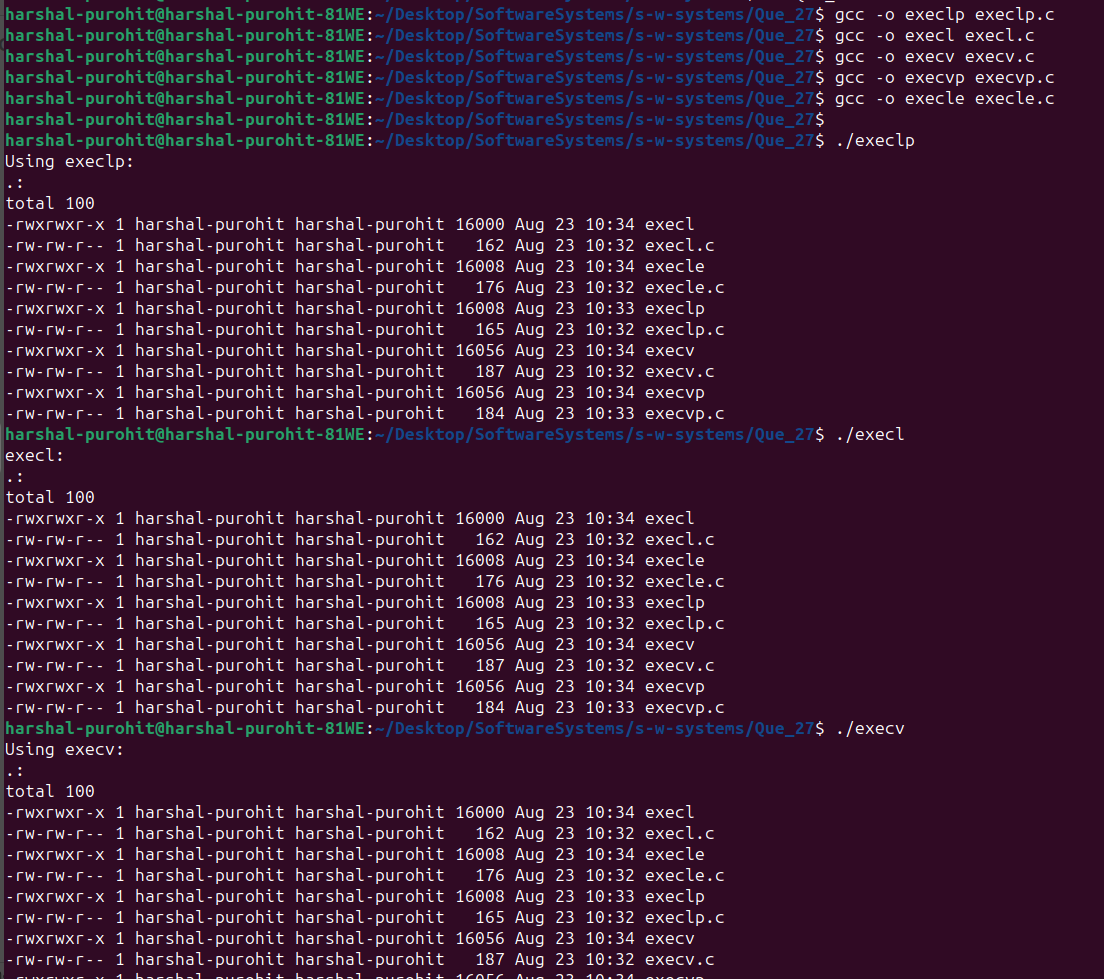 harshal-purohit@harshal-purohit-81WE:~/Desktop/SoftwareSystems/s-w-systems/Que_27$ gcc -o execlp execlp.c
harshal-purohit@harshal-purohit-81WE:~/Desktop/SoftwareSystems/s-w-systems/Que_27$ gcc -o execl execl.c
harshal-purohit@harshal-purohit-81WE:~/Desktop/SoftwareSystems/s-w-systems/Que_27$ gcc -o execv execv.c
harshal-purohit@harshal-purohit-81WE:~/Desktop/SoftwareSystems/s-w-systems/Que_27$ gcc -o execvp execvp.c
harshal-purohit@harshal-purohit-81WE:~/Desktop/SoftwareSystems/s-w-systems/Que_27$ gcc -o execle execle.c
harshal-purohit@harshal-purohit-81WE:~/Desktop/SoftwareSystems/s-w-systems/Que_27$
harshal-purohit@harshal-purohit-81WE:~/Desktop/SoftwareSystems/s-w-systems/Que_27$ ./execlp
Using execlp:
.:
total 100
-rwxrwxr-x 1 harshal-purohit harshal-purohit 16000 Aug 23 10:34 execl
-rw-rw-r-- 1 harshal-purohit harshal-purohit   162 Aug 23 10:32 execl.c
-rwxrwxr-x 1 harshal-purohit harshal-purohit 16008 Aug 23 10:34 execle
-rw-rw-r-- 1 harshal-purohit harshal-purohit   176 Aug 23 10:32 execle.c
-rwxrwxr-x 1 harshal-purohit harshal-purohit 16008 Aug 23 10:33 execlp
-rw-rw-r-- 1 harshal-purohit harshal-purohit   165 Aug 23 10:32 execlp.c
-rwxrwxr-x 1 harshal-purohit harshal-purohit 16056 Aug 23 10:34 execv
-rw-rw-r-- 1 harshal-purohit harshal-purohit   187 Aug 23 10:32 execv.c
-rwxrwxr-x 1 harshal-purohit harshal-purohit 16056 Aug 23 10:34 execvp
-rw-rw-r-- 1 harshal-purohit harshal-purohit   184 Aug 23 10:33 execvp.c
harshal-purohit@harshal-purohit-81WE:~/Desktop/SoftwareSystems/s-w-systems/Que_27$ ./execl
execl:
.:
total 100
-rwxrwxr-x 1 harshal-purohit harshal-purohit 16000 Aug 23 10:34 execl
-rw-rw-r-- 1 harshal-purohit harshal-purohit   162 Aug 23 10:32 execl.c
-rwxrwxr-x 1 harshal-purohit harshal-purohit 16008 Aug 23 10:34 execle
-rw-rw-r-- 1 harshal-purohit harshal-purohit   176 Aug 23 10:32 execle.c
-rwxrwxr-x 1 harshal-purohit harshal-purohit 16008 Aug 23 10:33 execlp
-rw-rw-r-- 1 harshal-purohit harshal-purohit   165 Aug 23 10:32 execlp.c
-rwxrwxr-x 1 harshal-purohit harshal-purohit 16056 Aug 23 10:34 execv
-rw-rw-r-- 1 harshal-purohit harshal-purohit   187 Aug 23 10:32 execv.c
-rwxrwxr-x 1 harshal-purohit harshal-purohit 16056 Aug 23 10:34 execvp
-rw-rw-r-- 1 harshal-purohit harshal-purohit   184 Aug 23 10:33 execvp.c
harshal-purohit@harshal-purohit-81WE:~/Desktop/SoftwareSystems/s-w-systems/Que_27$ ./execv
Using execv:
.:
total 100
-rwxrwxr-x 1 harshal-purohit harshal-purohit 16000 Aug 23 10:34 execl
-rw-rw-r-- 1 harshal-purohit harshal-purohit   162 Aug 23 10:32 execl.c
-rwxrwxr-x 1 harshal-purohit harshal-purohit 16008 Aug 23 10:34 execle
-rw-rw-r-- 1 harshal-purohit harshal-purohit   176 Aug 23 10:32 execle.c
-rwxrwxr-x 1 harshal-purohit harshal-purohit 16008 Aug 23 10:33 execlp
-rw-rw-r-- 1 harshal-purohit harshal-purohit   165 Aug 23 10:32 execlp.c
-rwxrwxr-x 1 harshal-purohit harshal-purohit 16056 Aug 23 10:34 execv
-rw-rw-r-- 1 harshal-purohit harshal-purohit   187 Aug 23 10:32 execv.c